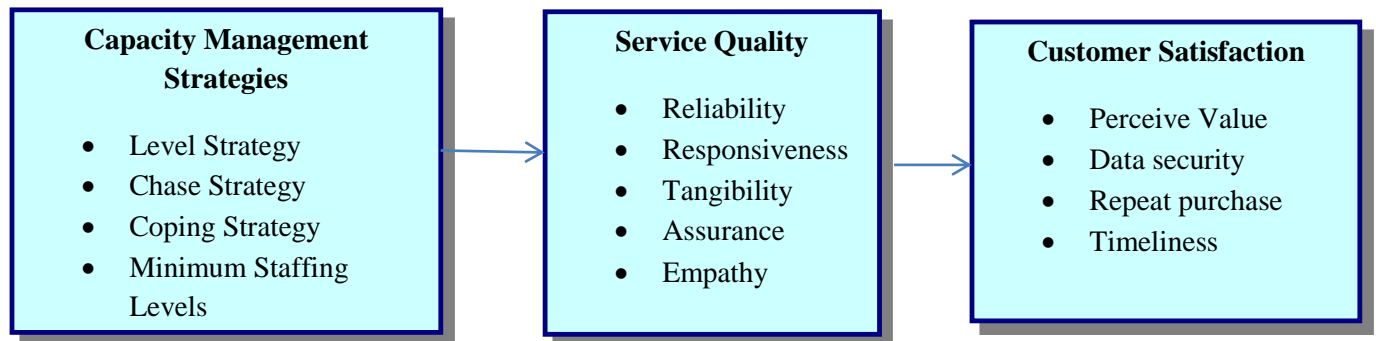 Capacity Management
Strategies
• Level Strategy
• Chase Strategy
• Coping Strategy
• Minimum Staffing
Levels
Service Quality
• Reliability
• Responsiveness
• Tangibility
• Assurance
• Empathy
Customer Satisfaction
• Perceive Value
• Data security
• Repeat purchase
• Timeliness